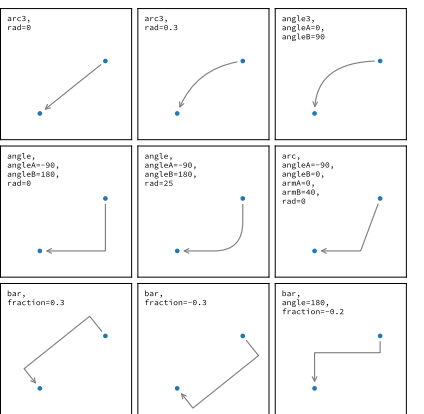 arc3,
rad=0
arc3,
rad=0.3
angle3,
angleA=0,
angleB=90
angle,
angleA=−90,
angleB=180,
rad=0
angle,
angleA=−90,
angleB=180,
rad=25
arc,
angleA=−90,
angleB=0,
armA=0,
armB=40,
rad=0
bar,
fraction=0.3
bar,
fraction=−0.3
bar,
angle=180,
fraction=−0.2